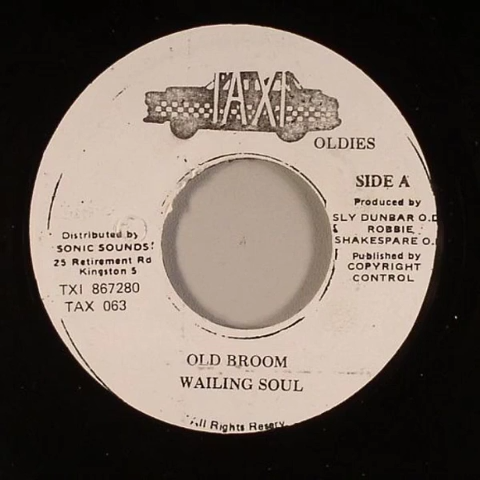 TAXI
OLDIES
SIDE A
Produced by
SLY DUNBAR O.D
ROBBIE
SHAKESPARE O.D
Published by
COPYRIGHT
CONTROL
Distributed by
SONIC SOUNDS
25 Retirement Rd
Kingston 5
TXI 867280
TAX 063
OLD BROOM
WAILING SOUL
All Rights Reserv